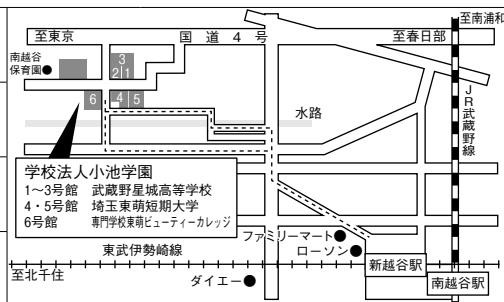 至南浦和
至東京
国道4号
至春日部
南越谷
保育園
3
2 1
6
4 5
水路
JR武蔵野線
学校法人小池学園
1〜3号館 武蔵野星城高等学校
4・5号館 埼玉東萌短期大学
6号館 専門学校東萌ビューティーカレッジ
ファミリーマート
ローソン
東武伊勢崎線
新越谷駅
至北千住
ダイエー
南越谷駅